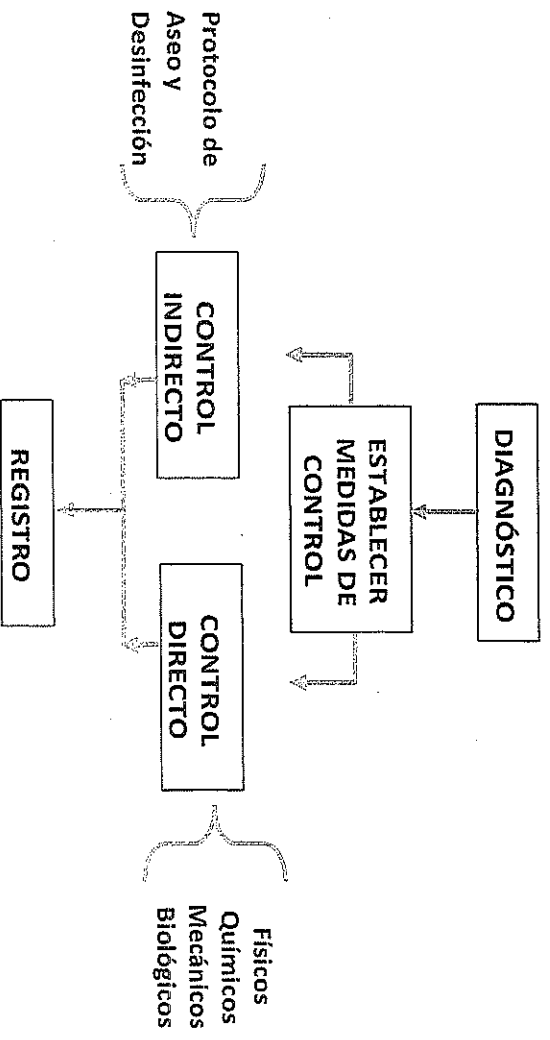 DIAGNÓSTICO
ESTABLECER
MEDIDAS DE
CONTROL
Protocolo de
Aseo y
Desinfección
CONTROL
INDIRECTO
CONTROL
DIRECTO
Físicos
Químicos
Mecánicos
Biológicos
REGISTRO